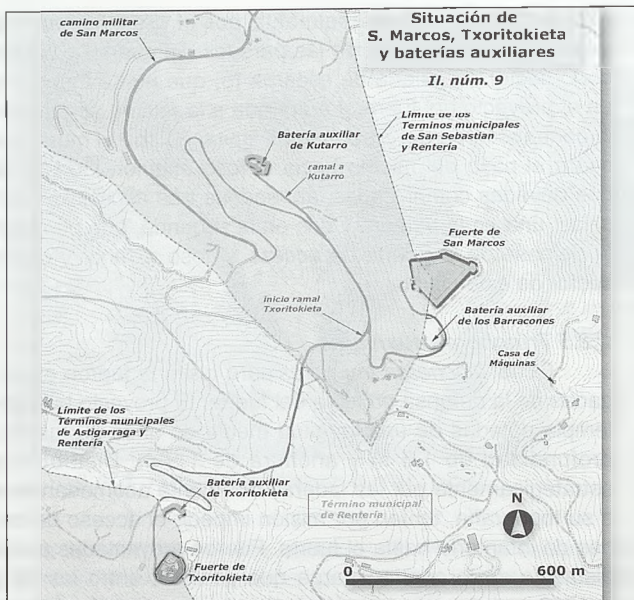 Situación de
S. Marcos, Txoritokieta
y baterías auxiliares
Il. núm. 9
camino militar
de San Marcos
Límite de los
Términos municipales
de San Sebastian
y Rentería
Batería auxiliar
de Kutarro
ramal a
Kutarro
Fuerte de
San Marcos
inicio ramal
Txoritokieta
Batería auxiliar
de los Barracones
Casa de
Máquinas
Límite de los
Términos municipales
de Astigarraga y
Rentería
Batería auxiliar
de Txoritokieta
Término municipal
de Rentería
N
Fuerte de
Txoritokieta
0 600 m